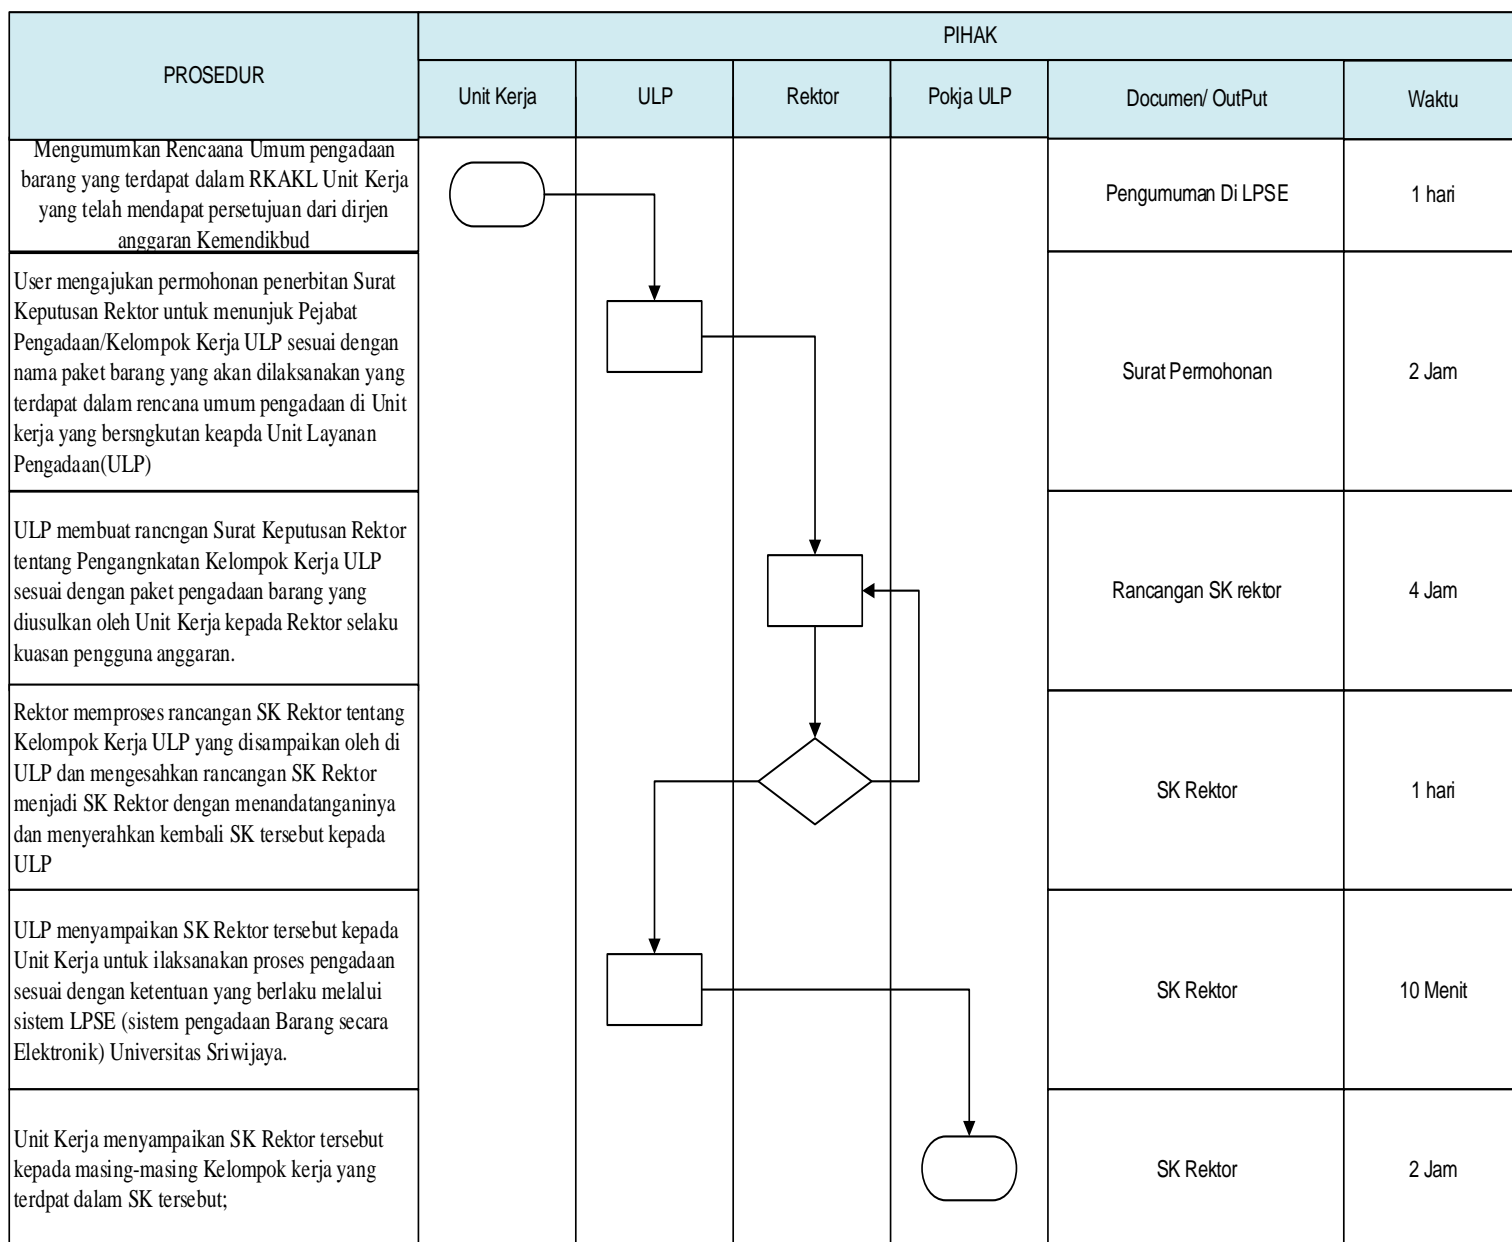 PROSEDUR
PIHAK
Unit Kerja
ULP
Rektor
Pokja ULP
Documen/ OutPut
Waktu
Mengumumkan Rencaana Umum pengadaan
barang yang terdapat dalam RKAKL Unit Kerja
yang telah mendapat persetujuan dari dirjen
anggaran Kemendikbud
Pengumuman Di LPSE
1 hari
User mengajukan permohonan penerbitan Surat
Keputusan Rektor untuk menunjuk Pejabat
Pengadaan/Kelompok Kerja ULP sesuai dengan
nama paket barang yang akan dilaksanakan yang
terdapat dalam rencana umum pengadaan di Unit
kerja yang bersngkutan keapda Unit Layanan
Pengadaan(ULP)
Surat Permohonan
2 Jam
ULP membuat rancngan Surat Keputusan Rektor
tentang Pengangnkatan Kelompok Kerja ULP
sesuai dengan paket pengadaan barang yang
diusulkan oleh Unit Kerja kepada Rektor selaku
kuasan pengguna anggaran.
Rancangan SK rektor
4 Jam
Rektor memproses rancangan SK Rektor tentang
Kelompok Kerja ULP yang disampaikan oleh di
ULP dan mengesahkan rancangan SK Rektor
menjadi SK Rektor dengan menandatanganinya
dan menyerahkan kembali SK tersebut kepada
ULP
SK Rektor
1 hari
ULP menyampaikan SK Rektor tersebut kepada
Unit Kerja untuk ilaksanakan proses pengadaan
sesuai dengan ketentuan yang berlaku melalui
sistem LPSE (sistem pengadaan Barang secara
Elektronik) Universitas Sriwijaya.
SK Rektor
10 Menit
Unit Kerja menyampaikan SK Rektor tersebut
kepada masing-masing Kelompok kerja yang
terdpat dalam SK tersebut;
SK Rektor
2 Jam